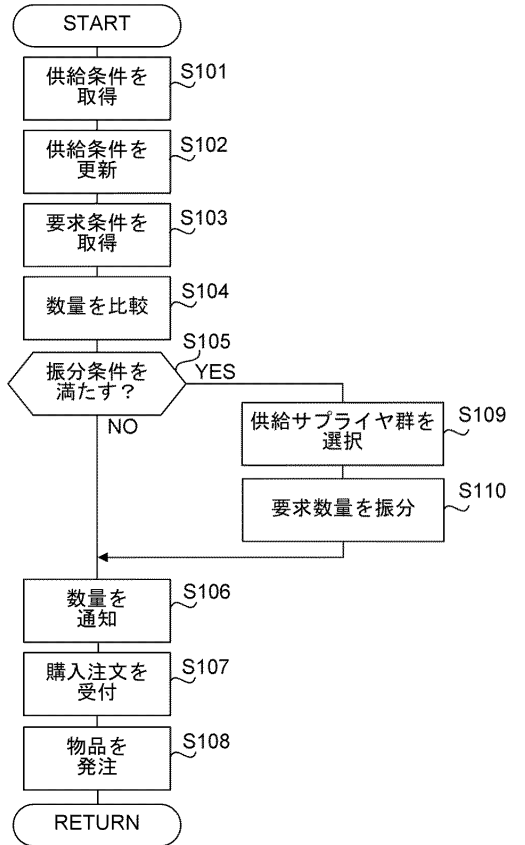 START
供給条件を
取得
S101
供給条件を
更新
S102
要求条件を
取得
S103
数量を比較
S104
振分条件を
満たす？
S105
YES
NO
供給サプライヤ群を
選択
S109
要求数量を振分
S110
数量を
通知
S106
購入注文を
受付
S107
物品を
発注
S108
RETURN